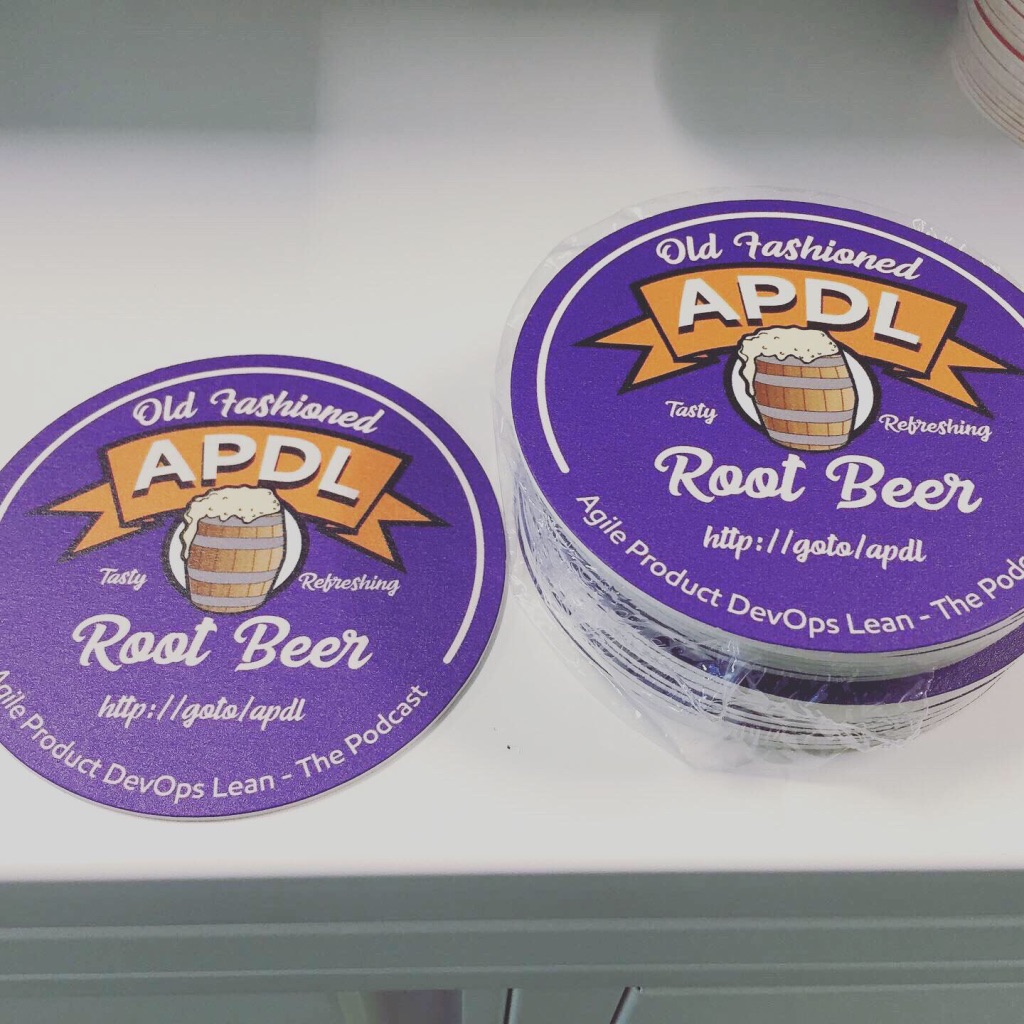 Old Fashioned
APDL
Tasty Refreshing
Root Beer
http://goto/apdl
Agile Product DevOps Lean - The Podcast
Old Fashioned
APDL
Tasty Refreshing
Root Beer
http://goto/apdl
Agile Product DevOps Lean - The